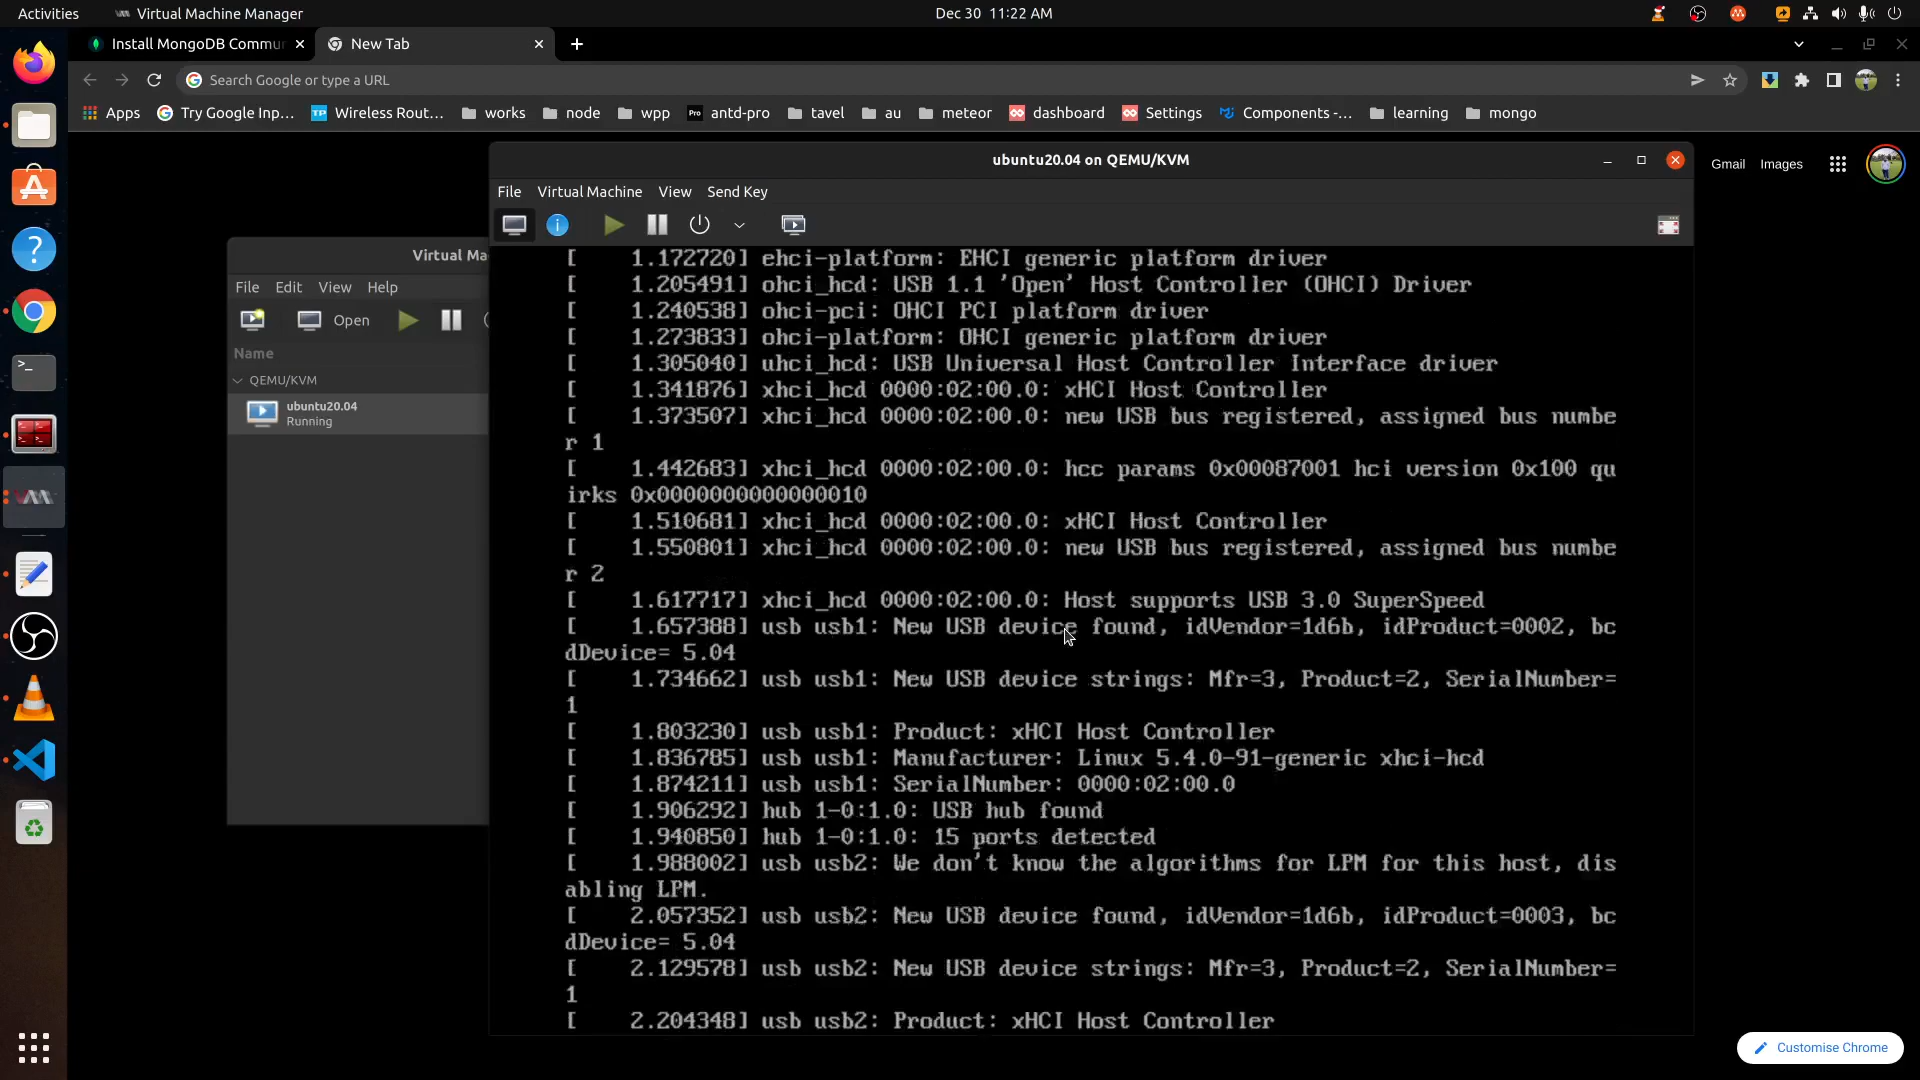 Activities
Virtual Machine Manager
Dec 30 11:22 AM
Install MongoDB Commun
New Tab
Search Google or type a URL
Apps
Try Google Inp...
Wireless Rout...
works
node
wpp
antd-pro
tavel
au
meteor
dashboard
Settings
Components -...
learning
mongo
Gmail
Images
Virtual Ma
File Edit View Help
Open
Name
QEMU/KVM
ubuntu20.04
Running
ubuntu20.04 on QEMU/KVM
File Virtual Machine View Send Key
[    1.172720] ehci-platform: EHCI generic platform driver
[    1.205491] ohci_hcd: USB 1.1 'Open' Host Controller (OHCI) Driver
[    1.240538] ohci-pci: OHCI PCI platform driver
[    1.273833] ohci-platform: OHCI generic platform driver
[    1.305040] uhci_hcd: USB Universal Host Controller Interface driver
[    1.341876] xhci_hcd 0000:02:00.0: xHCI Host Controller
[    1.373507] xhci_hcd 0000:02:00.0: new USB bus registered, assigned bus numbe
r 1
[    1.442683] xhci_hcd 0000:02:00.0: hcc params 0x00087001 hci version 0x100 qu
irks 0x0000000000000010
[    1.510681] xhci_hcd 0000:02:00.0: xHCI Host Controller
[    1.550801] xhci_hcd 0000:02:00.0: new USB bus registered, assigned bus numbe
r 2
[    1.617717] xhci_hcd 0000:02:00.0: Host supports USB 3.0 SuperSpeed
[    1.657388] usb usb1: New USB device found, idVendor=1d6b, idProduct=0002, bc
dDevice= 5.04
[    1.734662] usb usb1: New USB device strings: Mfr=3, Product=2, SerialNumber=
1
[    1.803230] usb usb1: Product: xHCI Host Controller
[    1.836785] usb usb1: Manufacturer: Linux 5.4.0-91-generic xhci-hcd
[    1.874211] usb usb1: SerialNumber: 0000:02:00.0
[    1.906292] hub 1-0:1.0: USB hub found
[    1.940850] hub 1-0:1.0: 15 ports detected
[    1.988002] usb usb2: We don't know the algorithms for LPM for this host, dis
abling LPM.
[    2.057352] usb usb2: New USB device found, idVendor=1d6b, idProduct=0003, bc
dDevice= 5.04
[    2.129578] usb usb2: New USB device strings: Mfr=3, Product=2, SerialNumber=
1
[    2.204348] usb usb2: Product: xHCI Host Controller
Customise Chrome